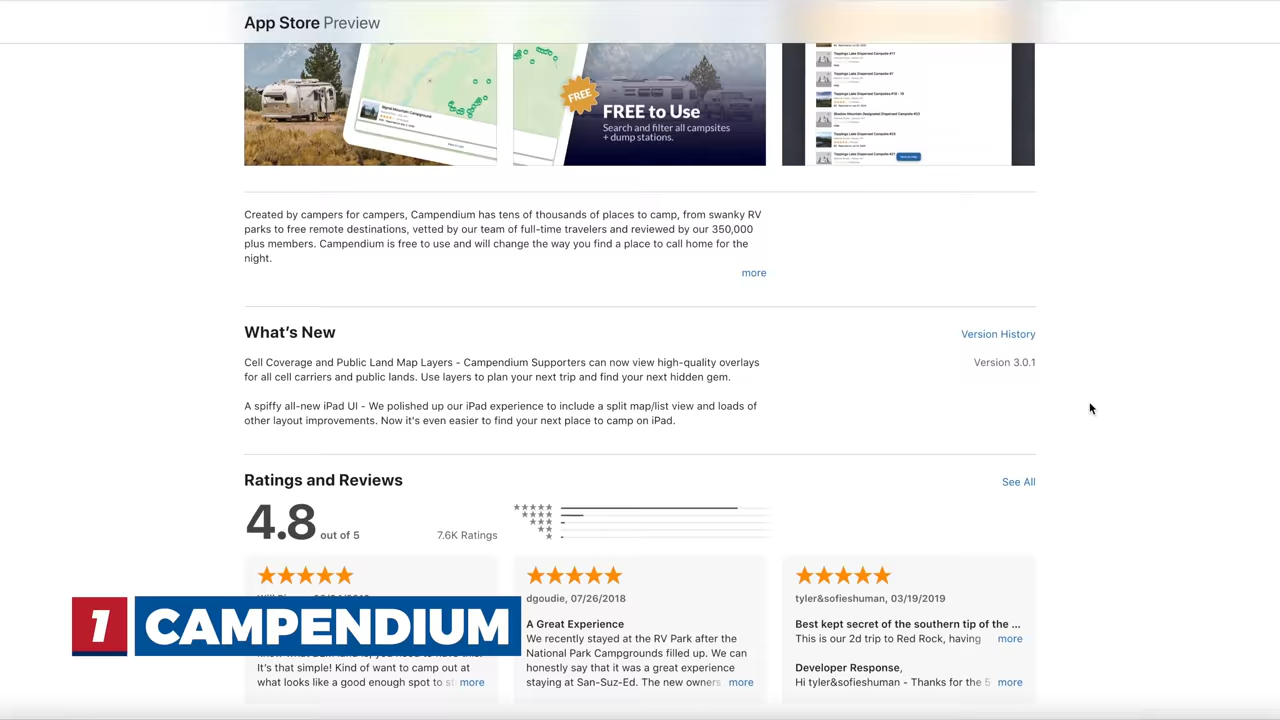 App Store Preview
FREE to Use
Search and filter all campsites
+ dump stations.
Created by campers for campers, Campendium has tens of thousands of places to camp, from swanky RV
parks to free remote destinations, vetted by our team of full-time travelers and reviewed by our 350,000
plus members. Campendium is free to use and will change the way you find a place to call home for the
night.
more
What's New
Version History
Cell Coverage and Public Land Map Layers - Campendium Supporters can now view high-quality overlays
for all cell carriers and public lands. Use layers to plan your next trip and find your next hidden gem.
Version 3.0.1
A spiffy all-new iPad UI - We polished up our iPad experience to include a split map/list view and loads of
other layout improvements. Now it's even easier to find your next place to camp on iPad.
Ratings and Reviews
See All
4.8 out of 5
7.6K Ratings
dgoudie, 07/26/2018
A Great Experience
We recently stayed at the RV Park after the
National Park Campgrounds filled up. We can
honestly say that it was a great experience
staying at San-Suz-Ed. The new owners more
tyler&sofieshuman, 03/19/2019
Best kept secret of the southern tip of the ...
This is our 2d trip to Red Rock, having more
Developer Response,
Hi tyler&sofieshuman - Thanks for the 5 more
It's that simple! Kind of want to camp out at
what looks like a good enough spot to more
1 CAMPENDIUM